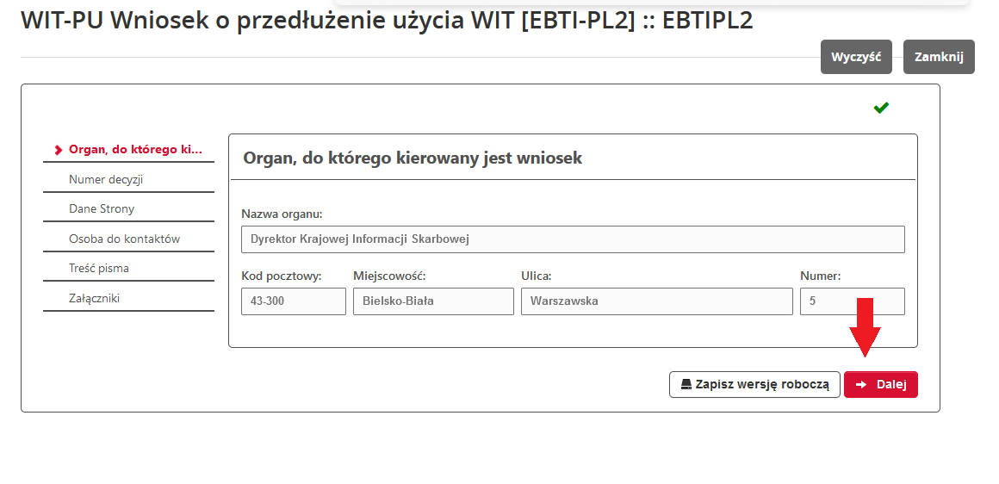 WIT-PU Wniosek o przedłużenie użycia WIT [EBTI-PL2] :: EBTIPL2
Wyczyść Zamknij
Organ, do którego ki...
Numer decyzji
Dane Strony
Osoba do kontaktów
Treść pisma
Załączniki
Organ, do którego kierowany jest wniosek
Nazwa organu:
Dyrektor Krajowej Informacji Skarbowej
Kod pocztowy: Miejscowość: Ulica: Numer:
43-300 Bielsko-Biała Warszawska 5
Zapisz wersję roboczą Dalej